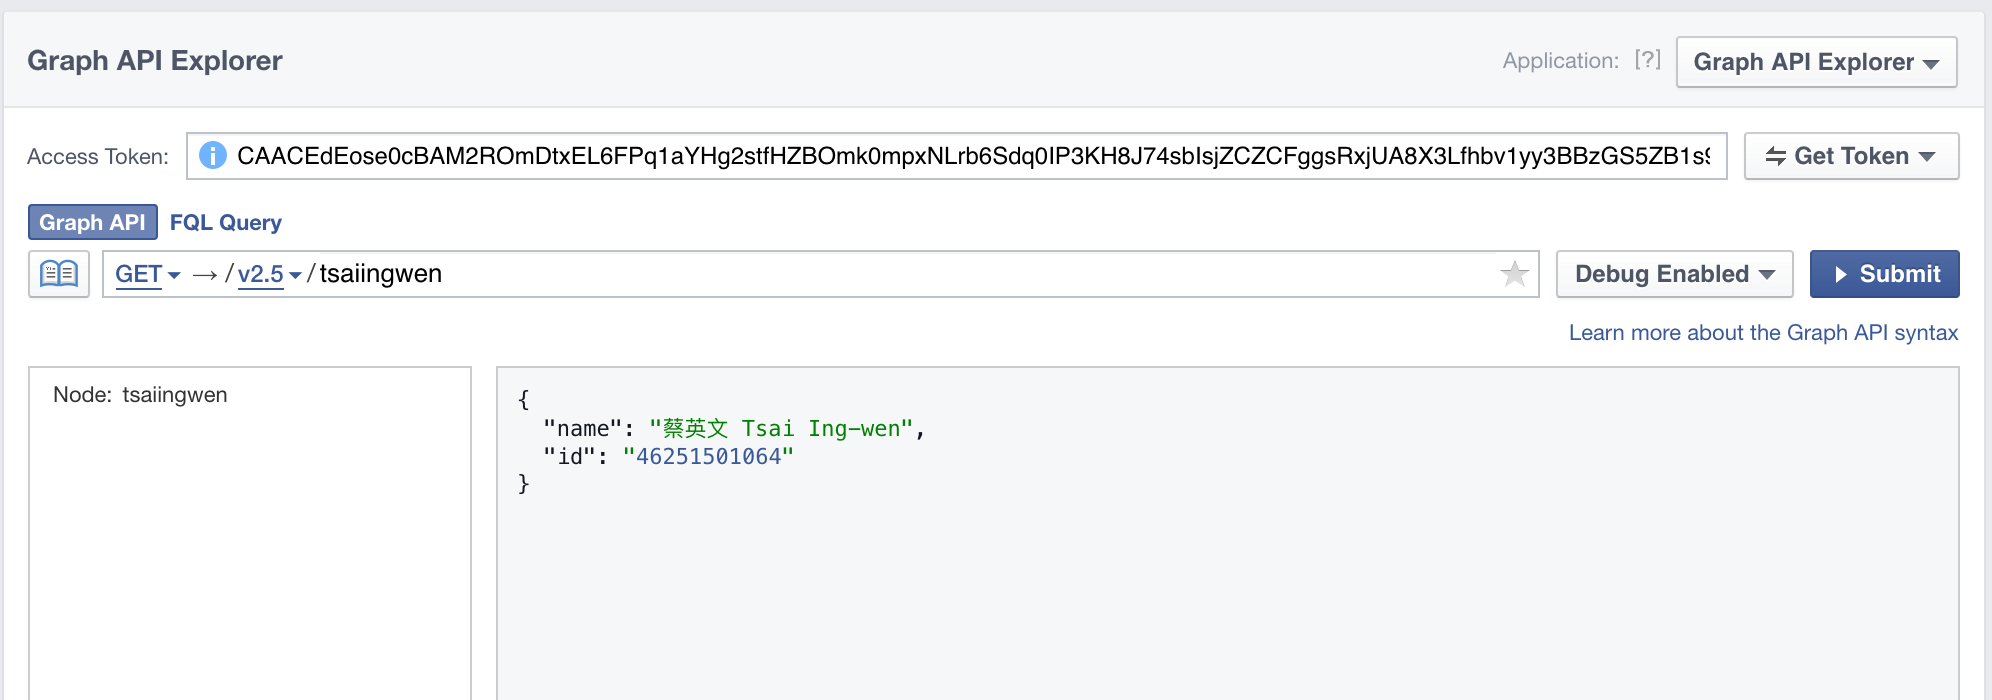 Graph API Explorer
Application: [?] Graph API Explorer
Access Token: CAACEdEose0cBAM2ROmDtxEL6FPq1aYHg2stfHZBOmk0mpxNLrb6Sdq0IP3KH8J74sbIsjZCZCFggsRxjUA8X3Lfhbv1yy3BBzGS5ZB1s9 Get Token
Graph API FQL Query
GET → / v2.5 / tsaiingwen Debug Enabled Submit
Learn more about the Graph API syntax
Node: tsaiingwen
{
"name": "蔡英文 Tsai Ing-wen",
"id": "46251501064"
}